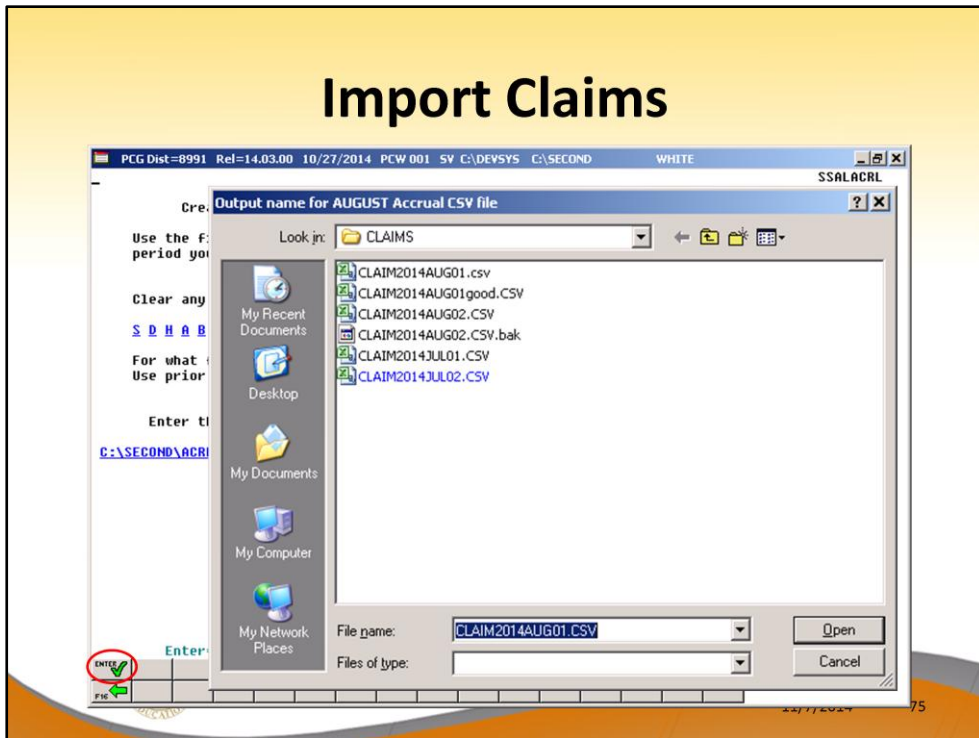 Import Claims
PCG Dist=8991 Rel=14.03.00 10/27/2014 PCW 001 SV C:\DEVSYS C:\SECOND WHITE
SSALACRL
Output name for AUGUST Accrual CSV file
Use the
period
Look in: CLAIMS
CLAIM2014AUG01.csv
CLAIM2014AUG01good.CSV
CLAIM2014AUG02.CSV
CLAIM2014AUG02.CSV.bak
CLAIM2014JUL01.CSV
CLAIM2014JUL02.CSV
Clear any
S D H A B
For what
Use prior
Enter
C:\SECOND\ACR
My Recent
Documents
Desktop
My Documents
My Computer
My Network
Places
File name: CLAIM2014AUG01.CSV
Open
Files of type:
Cancel
Enter
ENTER
F16
75